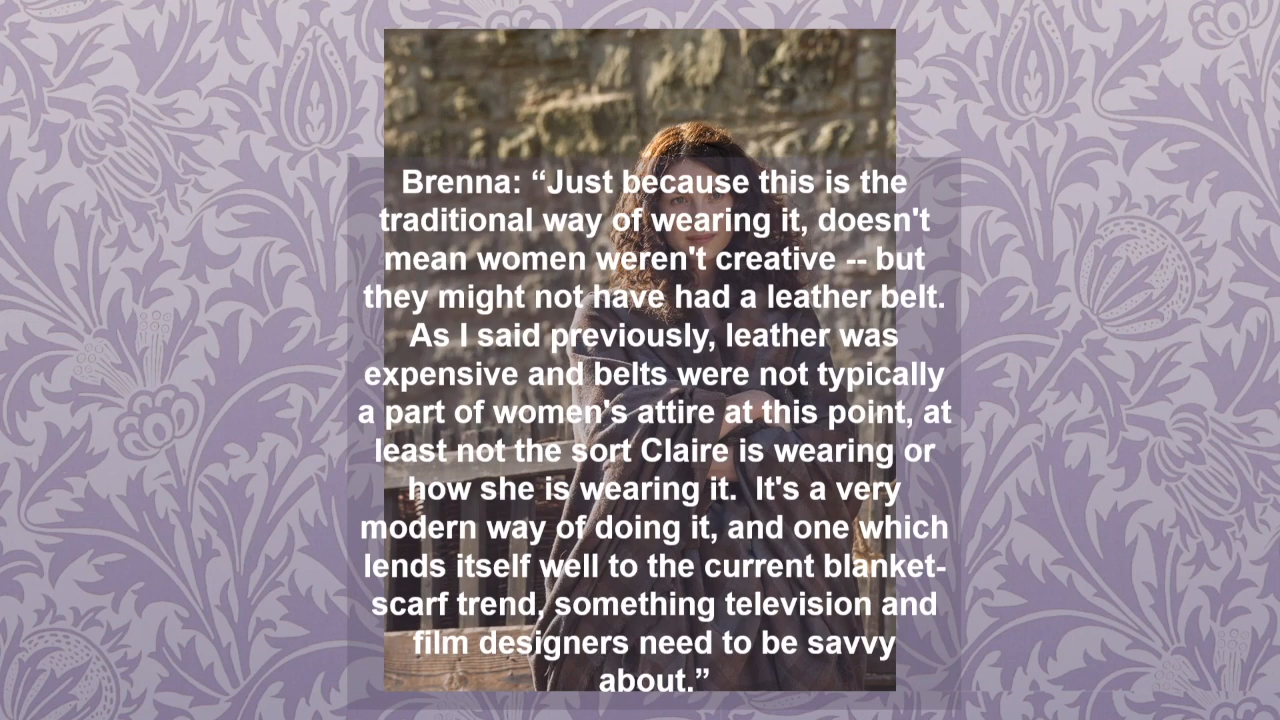 Brenna: “Just because this is the
traditional way of wearing it, doesn't
mean women weren't creative -- but
they might not have had a leather belt.
As I said previously, leather was
expensive and belts were not typically
a part of women's attire at this point, at
least not the sort Claire is wearing or
how she is wearing it.  It's a very
modern way of doing it, and one which
lends itself well to the current blanket-
scarf trend, something television and
film designers need to be savvy
about.”